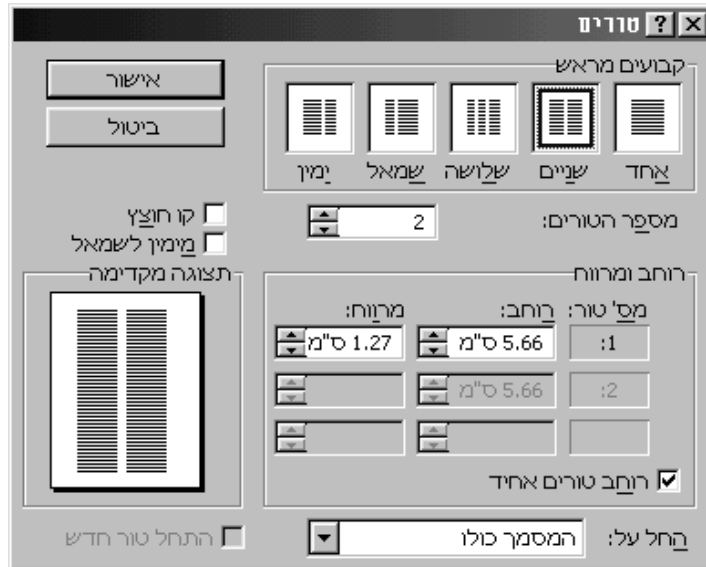 טורים
קבועים מראש
אחד שניים שלושה שמאל ימין
אישור
ביטול
מספר הטורים: 2
קו חוצץ
מימין לשמאל
רוחב ומרווח
מס' טור: רוחב: מרווח:
1: 5.66 ס"מ 1.27 ס"מ
2: 5.66 ס"מ
רוחב טורים אחיד
תצוגה מקדימה
החל על: המסמך כולו
התחל טור חדש